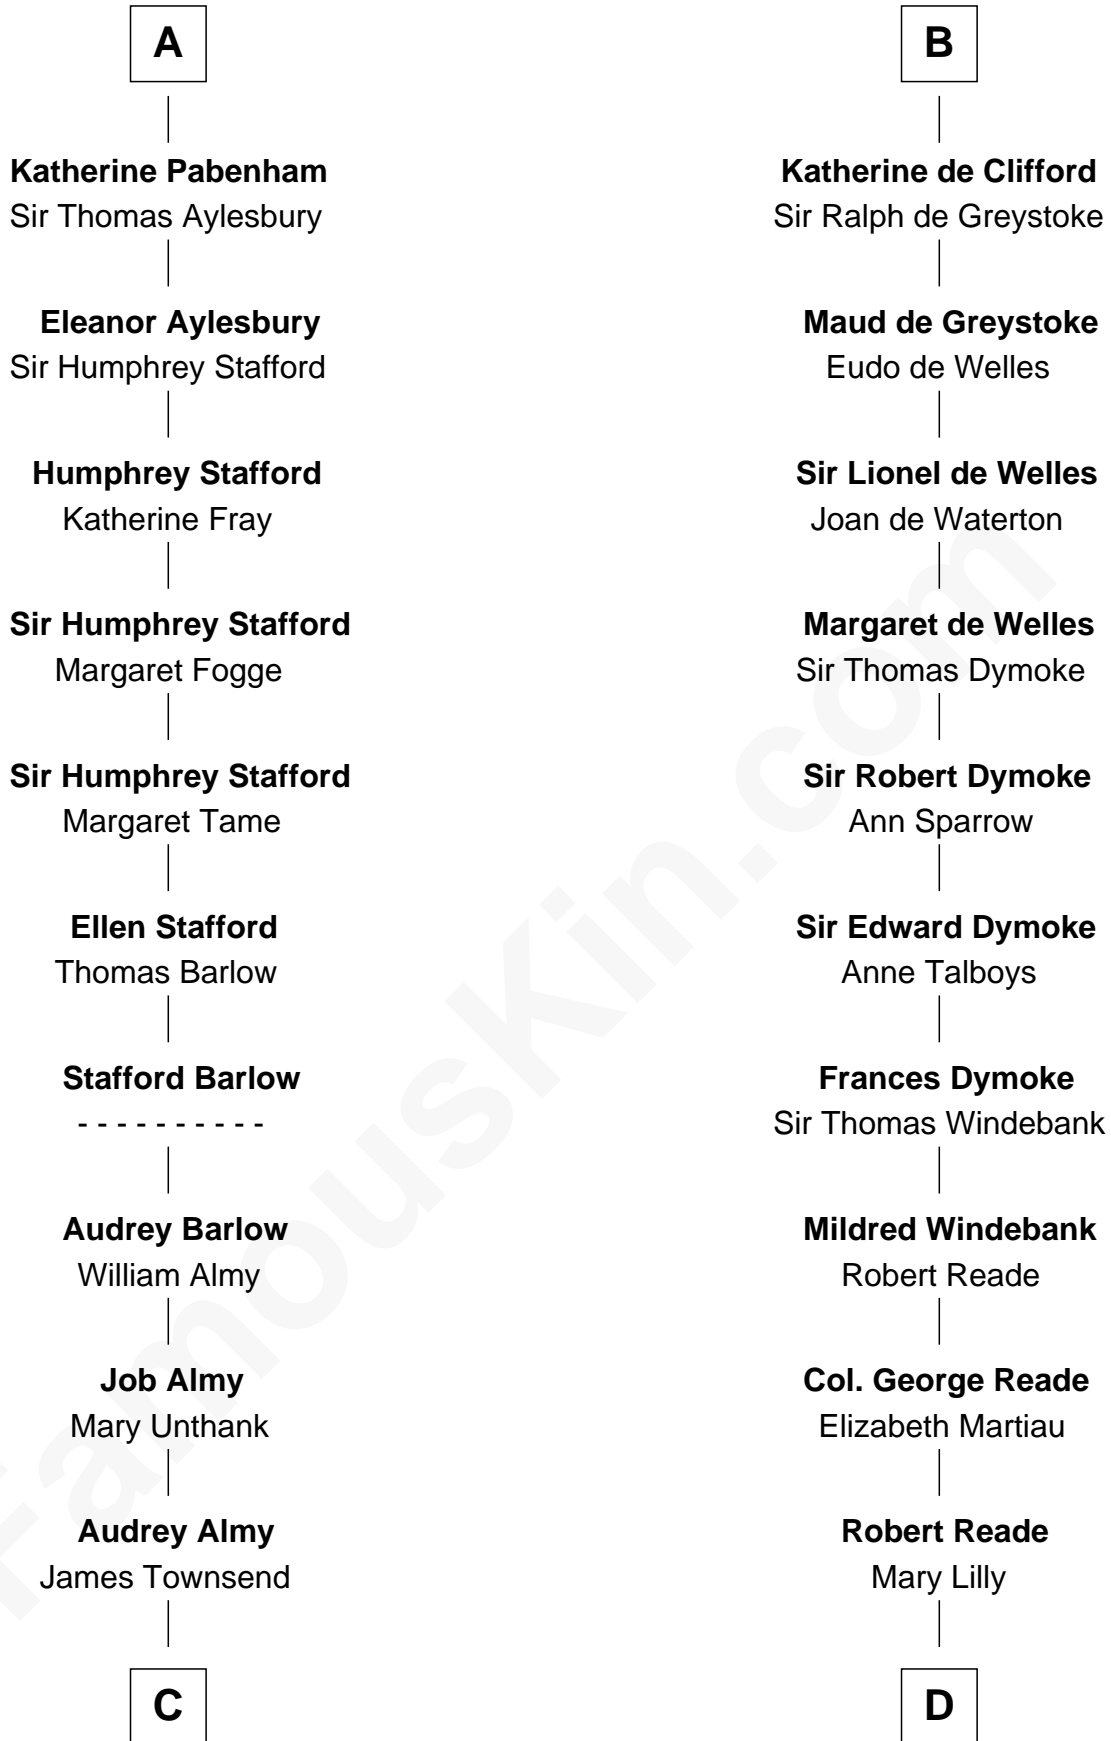 A
Katherine Pabenham
Sir Thomas Aylesbury
Eleanor Aylesbury
Sir Humphrey Stafford
Humphrey Stafford
Katherine Fray
Sir Humphrey Stafford
Margaret Fogge
Sir Humphrey Stafford
Margaret Tame
Ellen Stafford
Thomas Barlow
Stafford Barlow
- - - - - - - - - -
Audrey Barlow
William Almy
Job Almy
Mary Unthank
Audrey Almy
James Townsend
C
B
Katherine de Clifford
Sir Ralph de Greystoke
Maud de Greystoke
Eudo de Welles
Sir Lionel de Welles
Joan de Waterton
Margaret de Welles
Sir Thomas Dymoke
Sir Robert Dymoke
Ann Sparrow
Sir Edward Dymoke
Anne Talboys
Frances Dymoke
Sir Thomas Windebank
Mildred Windebank
Robert Reade
Col. George Reade
Elizabeth Martiau
Robert Reade
Mary Lilly
D
FamousKin.com